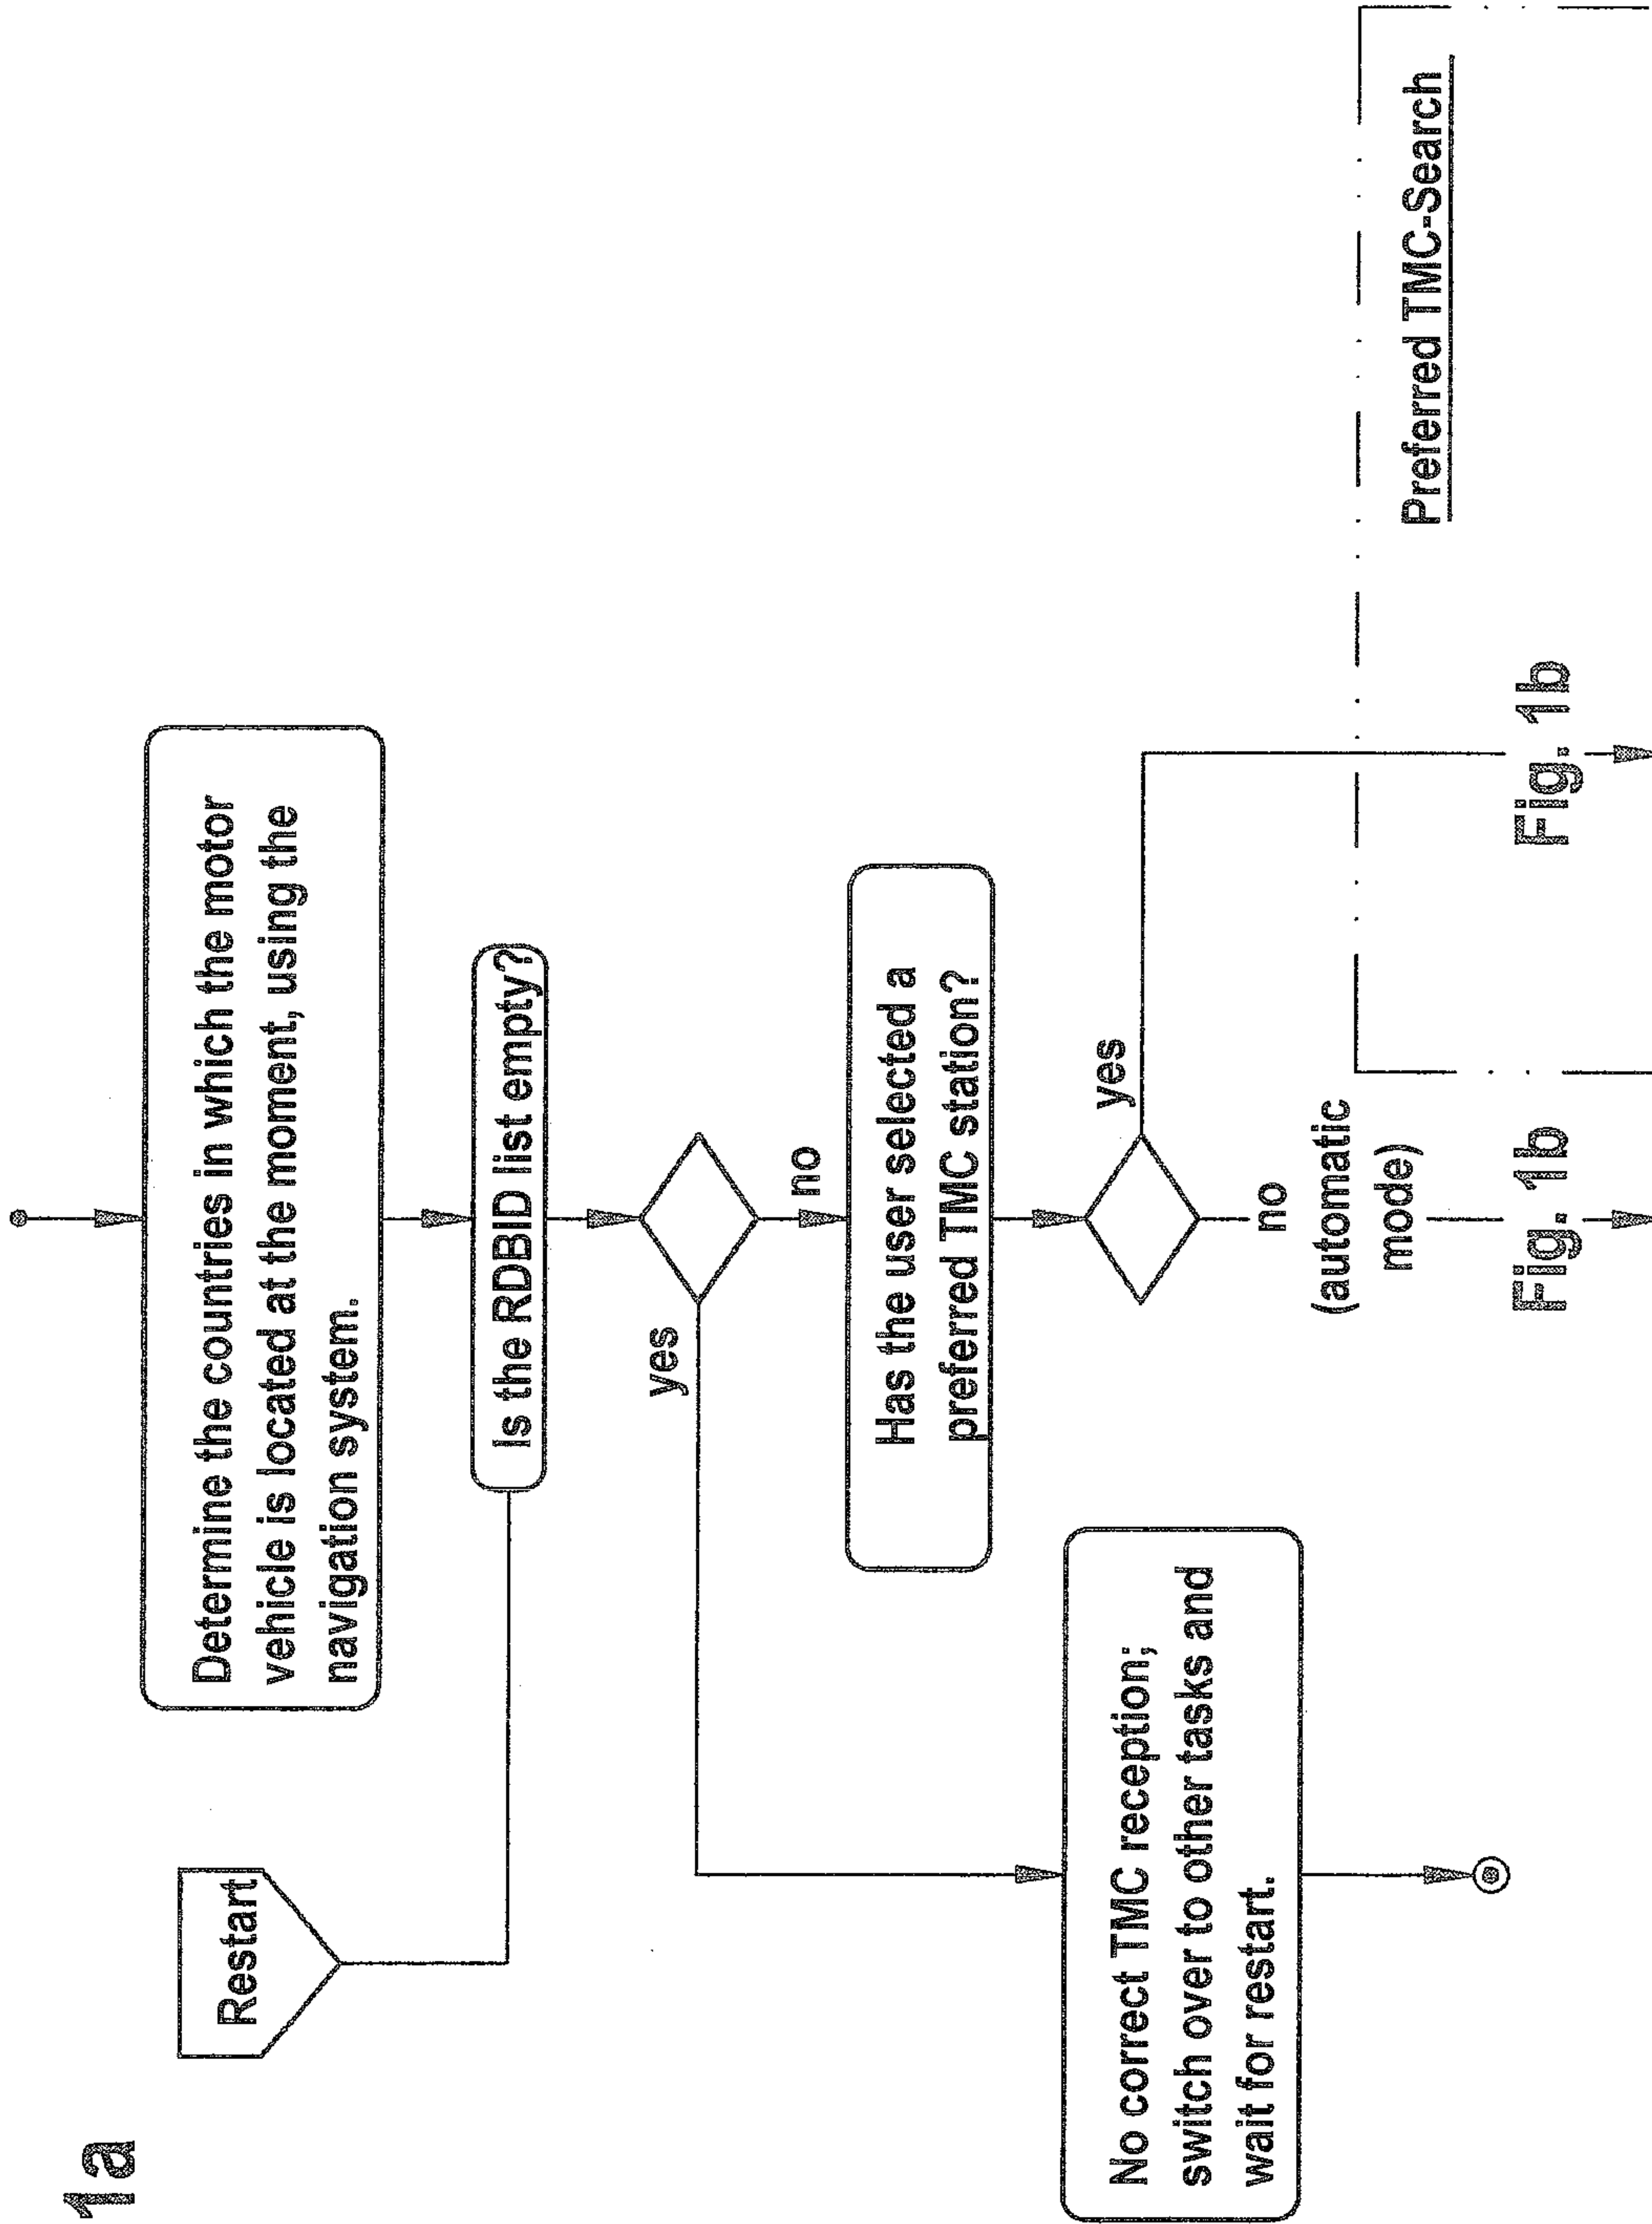 1a
Restart
Determine the countries in which the motor
vehicle is located at the moment, using the
navigation system.
Is the RDBID list empty?
yes
no
No correct TMC reception;
switch over to other tasks and
wait for restart.
Has the user selected a
preferred TMC station?
yes
no
(automatic
mode)
Preferred TMC-Search
Fig. 1b
Fig. 1b